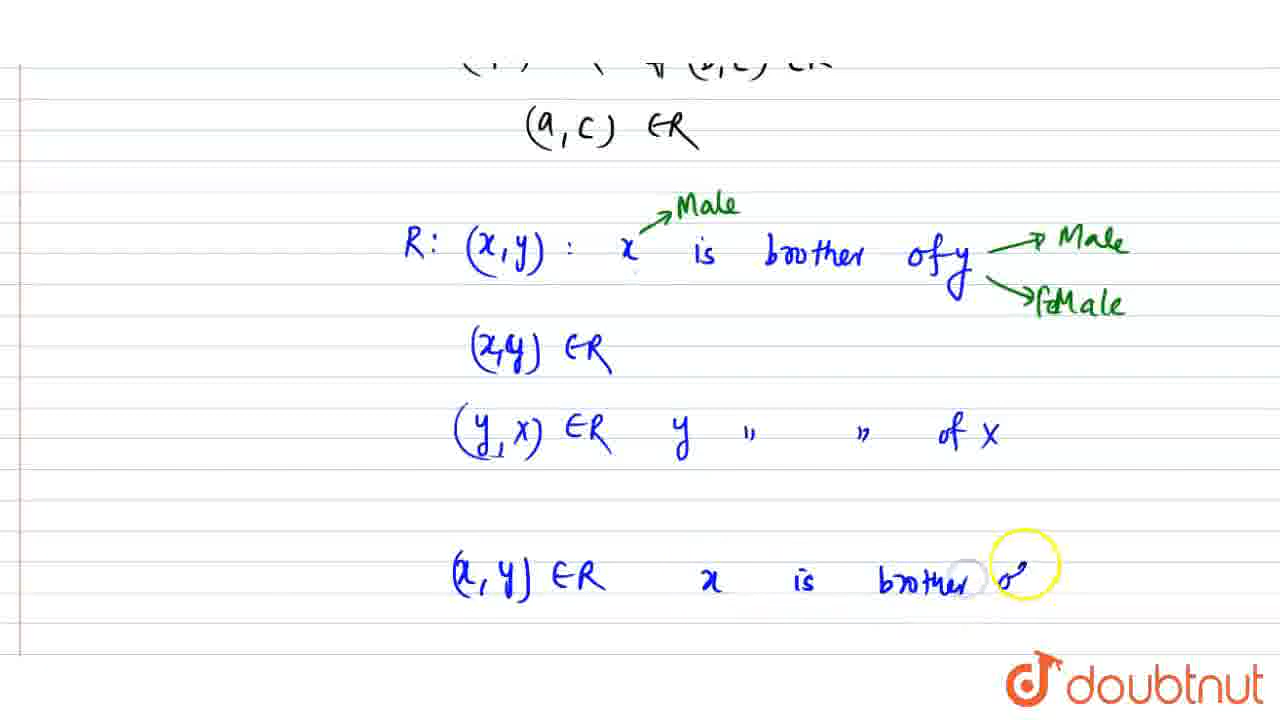 (a, c) ∈R
Male
R: (x, y) : x is brother of y
Male
feMale
(x, y) ∈R
(y, x) ∈R y " " of x
(x, y) ∈R x is brother o
doubtnut